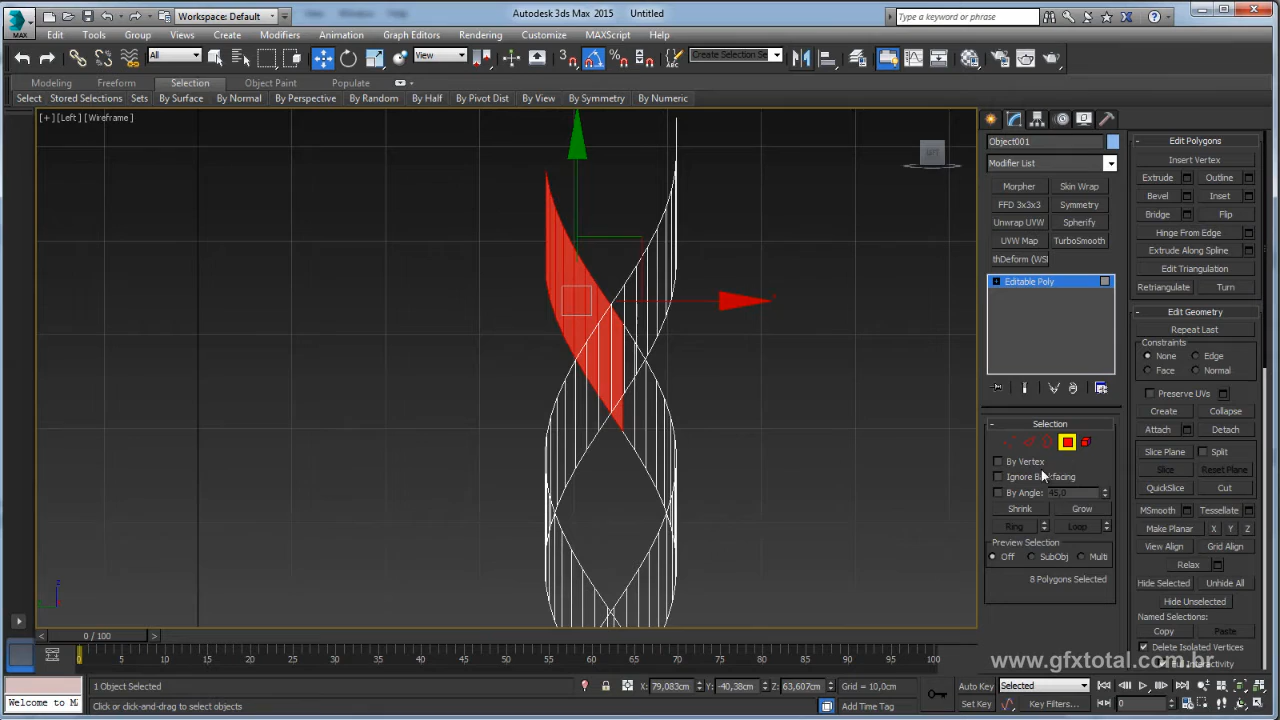 Workspace: Default
Autodesk 3ds Max 2015 Untitled
Type a keyword or phrase
MAX
Edit Tools Group Views Create Modifiers Animation Graph Editors Rendering Customize MAXScript Help
All
View
Create Selection Se
Modeling Freeform Selection Object Paint Populate
Select Stored Selections Sets By Surface By Normal By Perspective By Random By Half By Pivot Dist By View By Symmetry By Numeric
[+] [Left] [Wireframe]
Object001
Modifier List
Morpher Skin Wrap
FFD 3x3x3 Symmetry
Unwrap UVW Spherify
UVW Map TurboSmooth
thDeform (WSI
Editable Poly
Selection
By Vertex
Ignore Backfacing
By Angle: 45,0
Shrink Grow
Ring Loop
Preview Selection
Off SubObj Multi
8 Polygons Selected
Edit Polygons
Insert Vertex
Extrude Outline
Bevel Inset
Bridge Flip
Hinge From Edge
Extrude Along Spline
Edit Triangulation
Retriangulate Turn
Edit Geometry
Repeat Last
Constraints
None Edge
Face Normal
Preserve UVs
Create Collapse
Attach Detach
Slice Plane Split
Slice Reset Plane
QuickSlice Cut
MSmooth Tessellate
Make Planar X Y Z
View Align Grid Align
Relax
Hide Selected Unhide All
Hide Unselected
Named Selections:
Copy Paste
Delete Isolated Vertices
Full Interactivity
www.gfxtotal.com.br
0 / 100
0 5 10 15 20 25 30 35 40 45 50 55 60 65 70 75 80 85 90 95 100
1 Object Selected
X: 79,083cm Y: -40,38cm Z: 63,607cm Grid = 10,0cm
Auto Key Selected
Welcome to M
Click or click-and-drag to select objects
Add Time Tag
Set Key Key Filters... 0